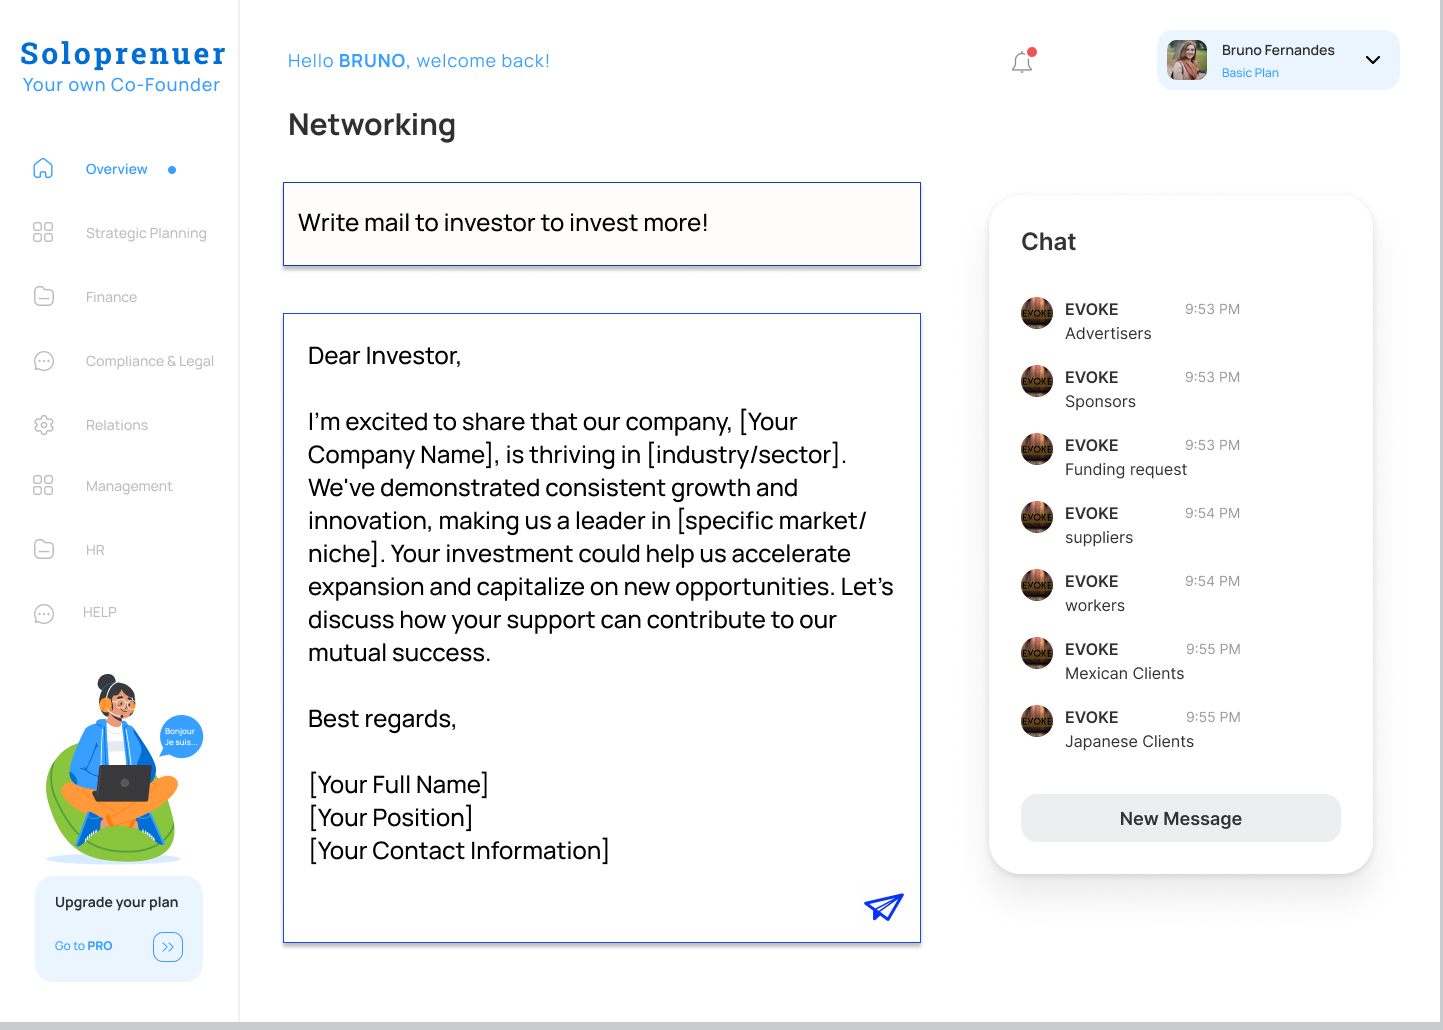 Soloprenuer
Your own Co-Founder
Overview
Strategic Planning
Finance
Compliance & Legal
Relations
Management
HR
HELP
Bonjour
Je suis...
Upgrade your plan
Go to PRO
Hello BRUNO, welcome back!
Bruno Fernandes
Basic Plan
Networking
Write mail to investor to invest more!
Dear Investor,
I'm excited to share that our company, [Your
Company Name], is thriving in [industry/sector].
We've demonstrated consistent growth and
innovation, making us a leader in [specific market/
niche]. Your investment could help us accelerate
expansion and capitalize on new opportunities. Let's
discuss how your support can contribute to our
mutual success.
Best regards,
[Your Full Name]
[Your Position]
[Your Contact Information]
Chat
EVOKE
EVOKE 9:53 PM
Advertisers
EVOKE
EVOKE 9:53 PM
Sponsors
EVOKE
EVOKE 9:53 PM
Funding request
EVOKE
EVOKE 9:54 PM
suppliers
EVOKE
EVOKE 9:54 PM
workers
EVOKE
EVOKE 9:55 PM
Mexican Clients
EVOKE
EVOKE 9:55 PM
Japanese Clients
New Message